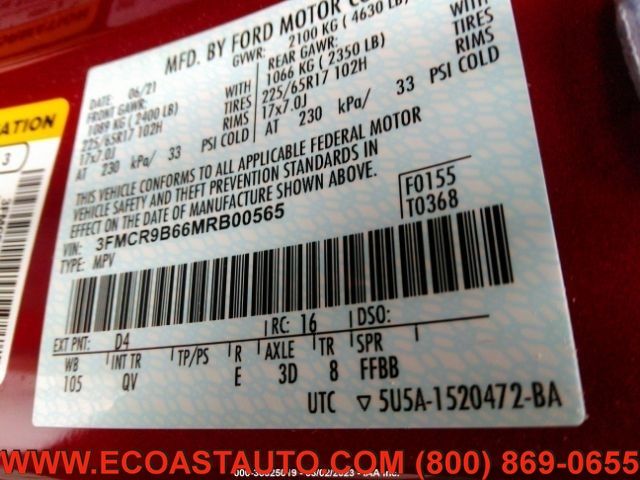 MFD. BY FORD MOTOR CO
GVWR: 2100 KG ( 4630 LB)
DATE: 06/21
FRONT GAWR:
1089 KG ( 2400 LB) WITH
225/65R17 102H TIRES
17x7.0J RIMS
AT 230 kPa/ 33 PSI COLD
REAR GAWR:
1066 KG ( 2350 LB) WITH
225/65R17 102H TIRES
17x7.0J RIMS
AT 230 kPa/ 33 PSI COLD
THIS VEHICLE CONFORMS TO ALL APPLICABLE FEDERAL MOTOR
VEHICLE SAFETY AND THEFT PREVENTION STANDARDS IN
EFFECT ON THE DATE OF MANUFACTURE SHOWN ABOVE.
VIN: 3FMCR9B66MRB00565
TYPE: MPV
F0155
T0368
EXT PNT: D4 RC: 16 DSO:
WB INT TR TP/PS R AXLE TR SPR
105 QV E 3D 8 FFBB
UTC ▽ 5U5A-1520472-BA
ATION
3
WWW.ECOASTAUTO.COM (800) 869-0655